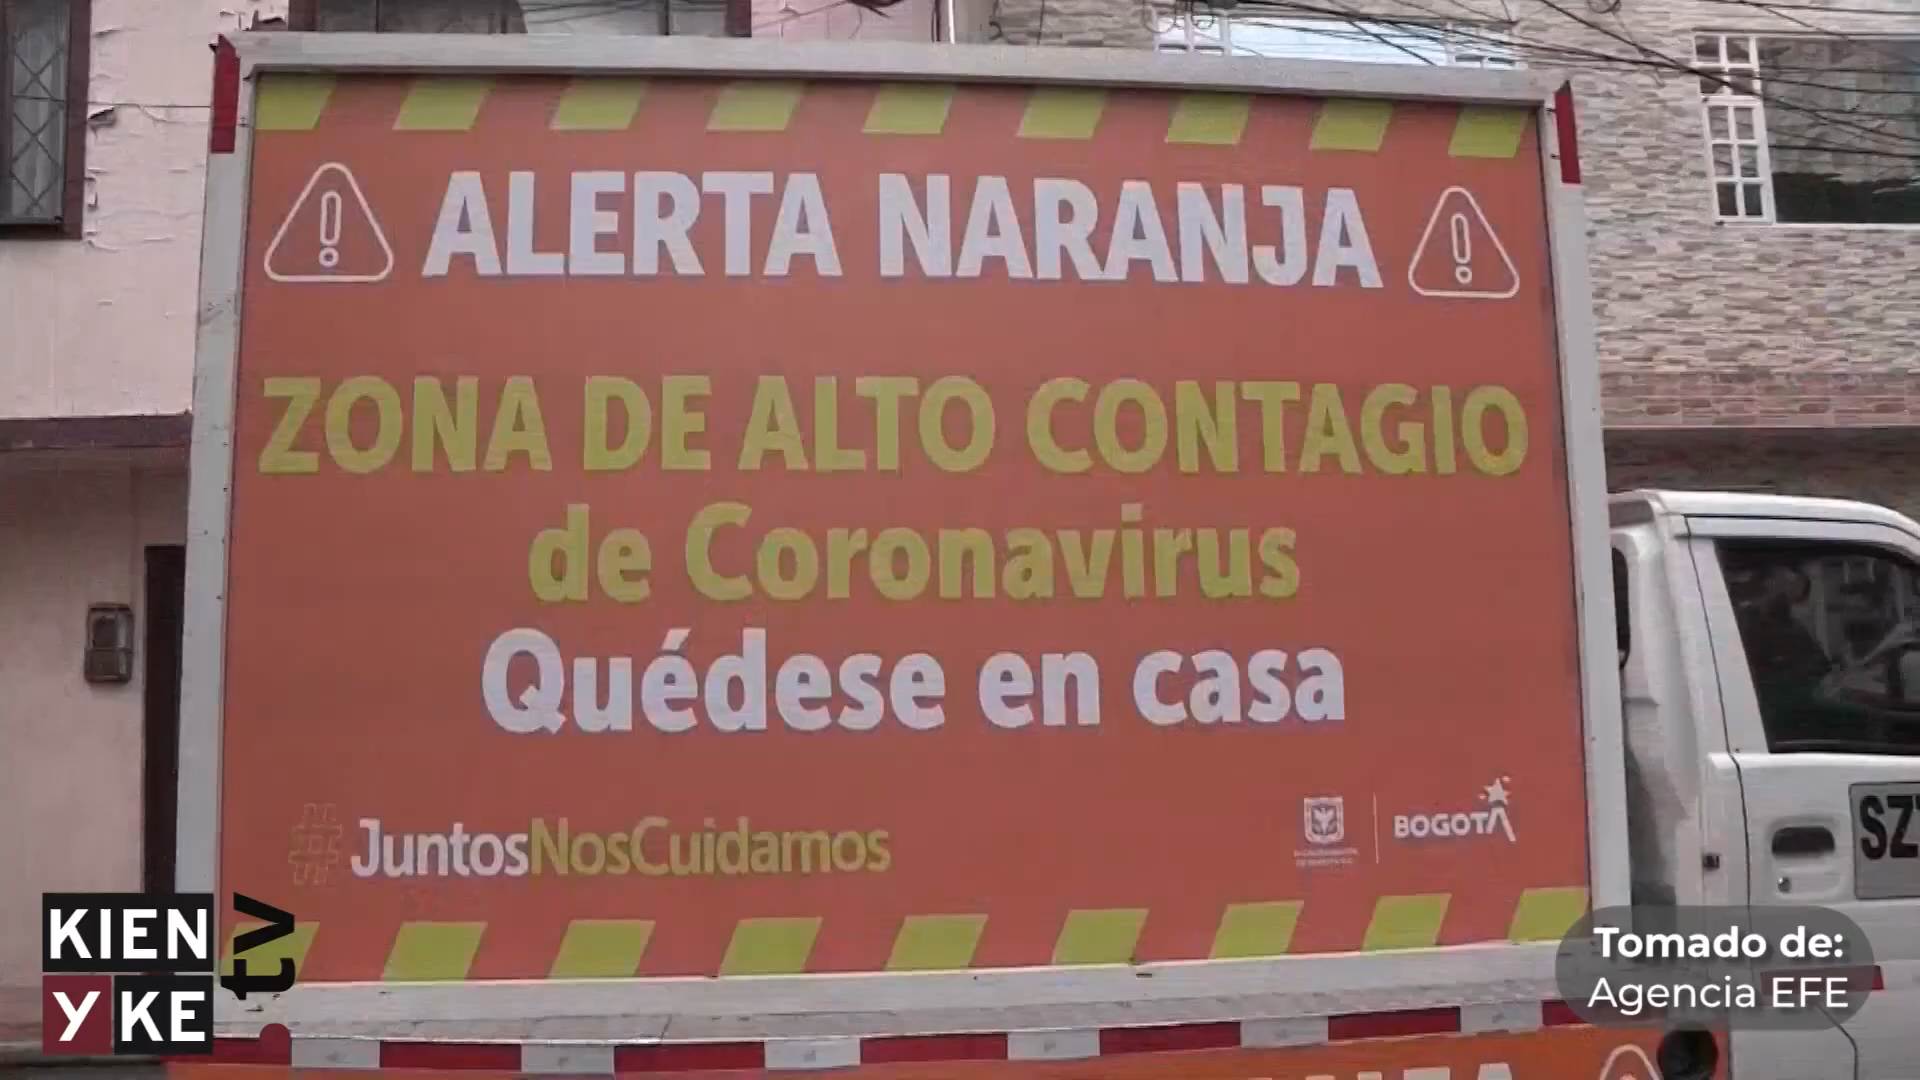 ALERTA NARANJA
ZONA DE ALTO CONTAGIO
de Coronavirus
Quédese en casa
#JuntosNosCuidamos
BOGOTÁ
SZ
KIEN
YKE
.tv
Tomado de:
Agencia EFE